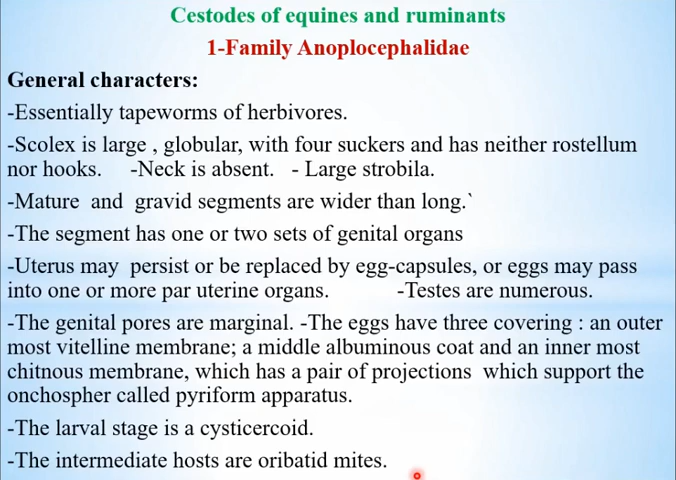 Cestodes of equines and ruminants
1-Family Anoplocephalidae
General characters:
-Essentially tapeworms of herbivores.
-Scolex is large , globular, with four suckers and has neither rostellum
nor hooks. -Neck is absent. - Large strobila.
-Mature and gravid segments are wider than long.`
-The segment has one or two sets of genital organs
-Uterus may persist or be replaced by egg-capsules, or eggs may pass
into one or more par uterine organs. -Testes are numerous.
-The genital pores are marginal. -The eggs have three covering : an outer
most vitelline membrane; a middle albuminous coat and an inner most
chitnous membrane, which has a pair of projections which support the
onchospher called pyriform apparatus.
-The larval stage is a cysticercoid.
-The intermediate hosts are oribatid mites.